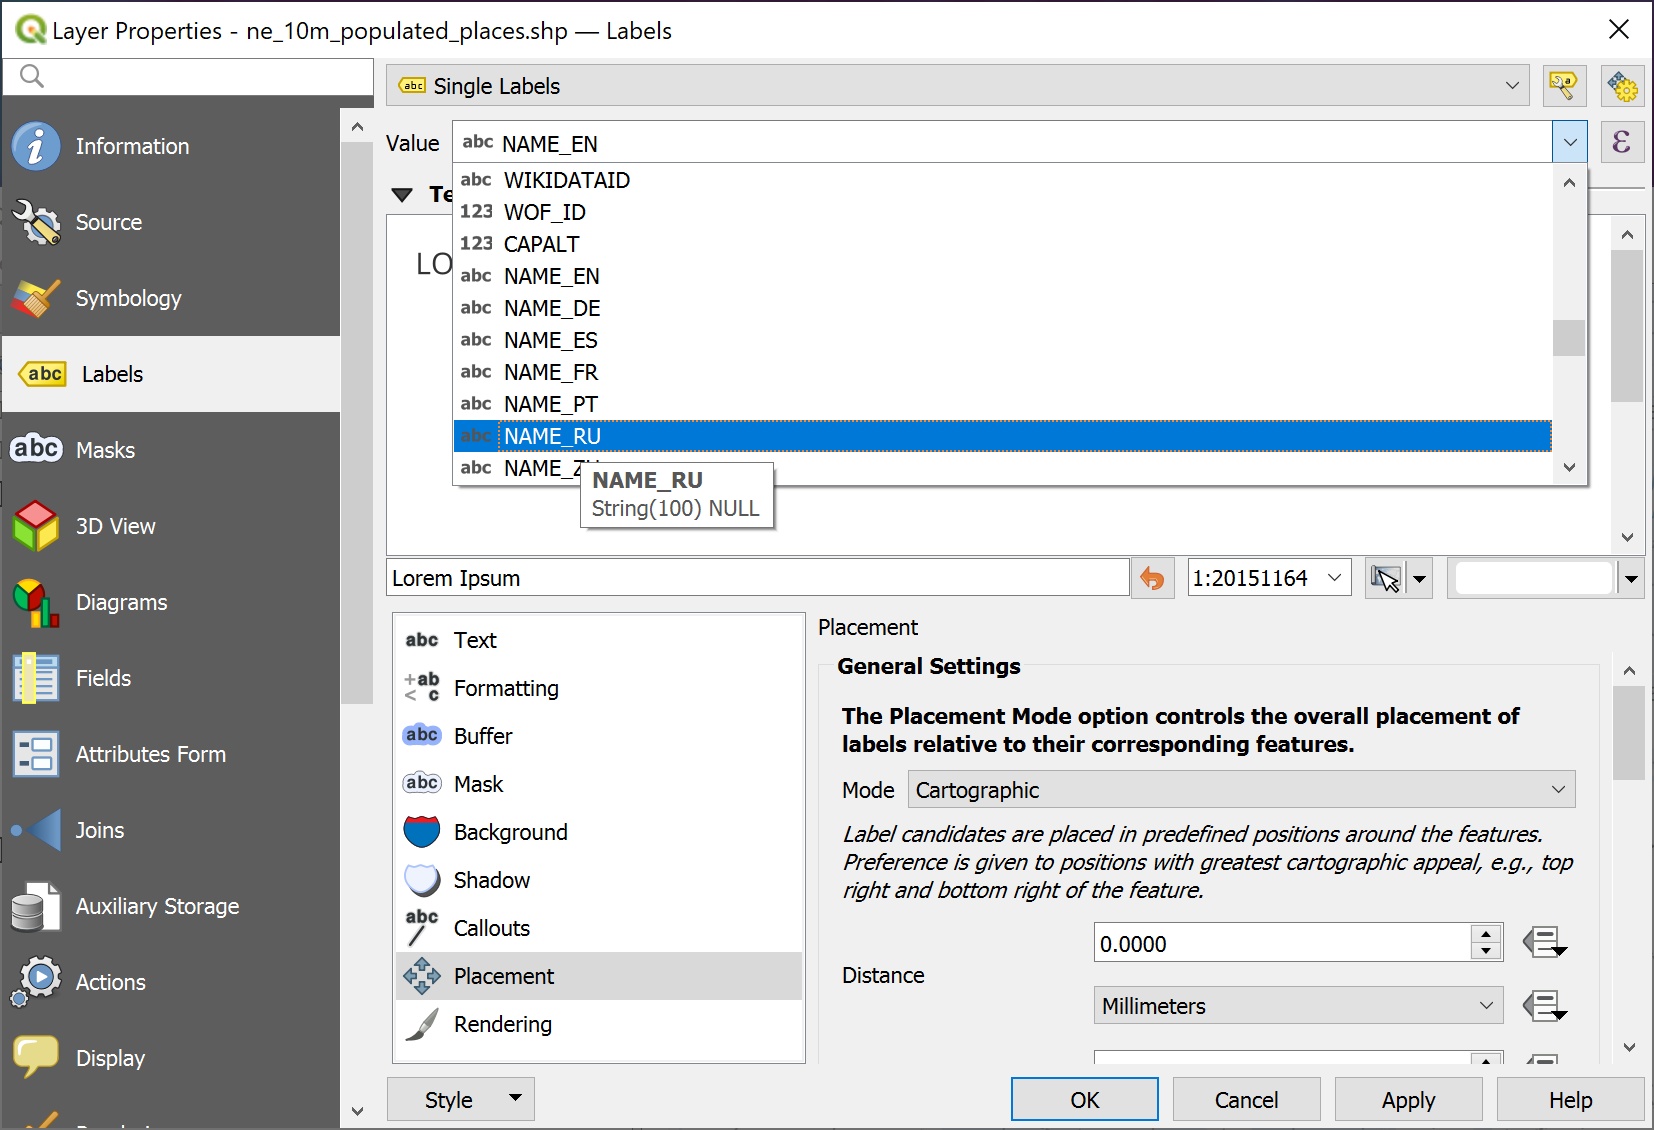 Layer Properties - ne_10m_populated_places.shp — Labels
Information
Source
Symbology
abc Labels
abc Masks
3D View
Diagrams
Fields
Attributes Form
Joins
Auxiliary Storage
Actions
Display
abc Single Labels
Value abc NAME_EN
ε
abc WIKIDATAID
123 WOF_ID
123 CAPALT
abc NAME_EN
abc NAME_DE
abc NAME_ES
abc NAME_FR
abc NAME_PT
abc NAME_RU
abc
NAME_RU
String(100) NULL
Lorem Ipsum
1:20151164
abc Text
+ab
< c Formatting
abc Buffer
abc Mask
Background
Shadow
abc Callouts
Placement
Rendering
Placement
General Settings
The Placement Mode option controls the overall placement of
labels relative to their corresponding features.
Mode Cartographic
Label candidates are placed in predefined positions around the features.
Preference is given to positions with greatest cartographic appeal, e.g., top
right and bottom right of the feature.
Distance
0.0000
Millimeters
Style
OK
Cancel
Apply
Help